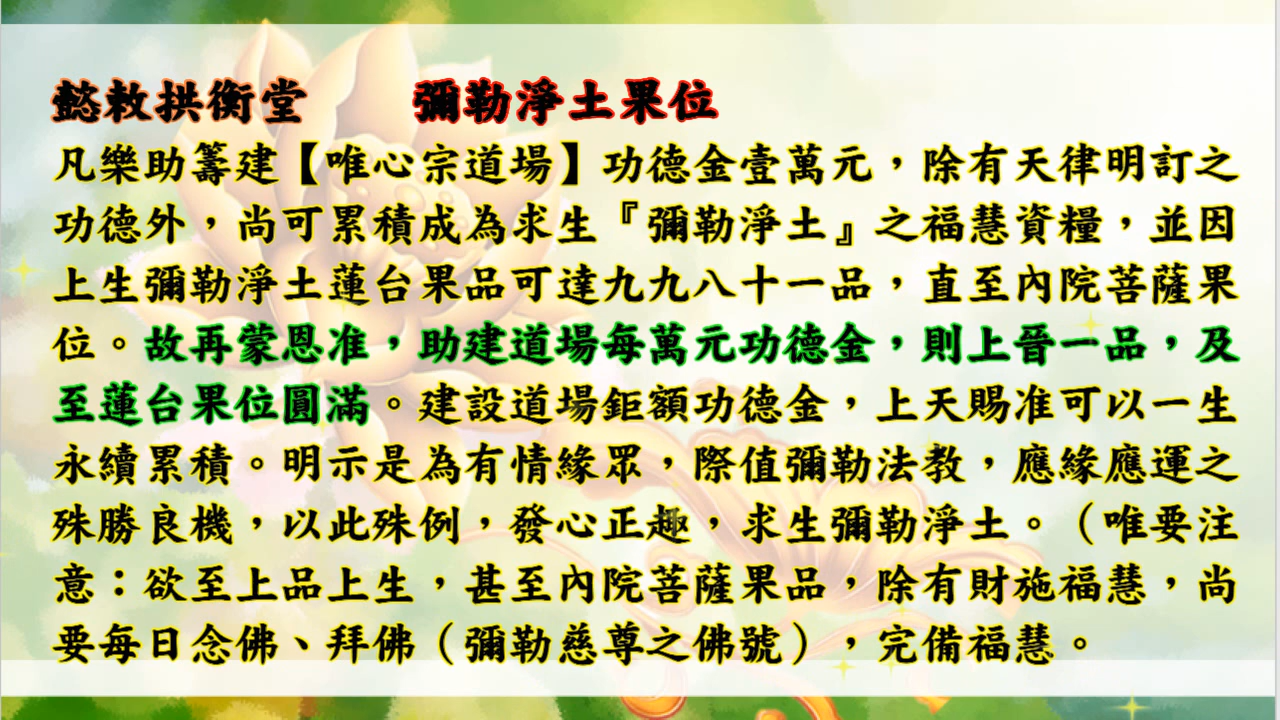 懿敕拱衡堂 彌勒淨土果位
凡樂助籌建【唯心宗道場】功德金壹萬元，除有天律明訂之
功德外，尚可累積成為求生『彌勒淨土』之福慧資糧，並因
上生彌勒淨土蓮台果品可達九九八十一品，直至內院菩薩果
位。故再蒙恩准，助建道場每萬元功德金，則上晉一品，及
至蓮台果位圓滿。建設道場鉅額功德金，上天賜准可以一生
永續累積。明示是為有情緣眾，際值彌勒法教，應緣應運之
殊勝良機，以此殊例，發心正趣，求生彌勒淨土。（唯要注
意：欲至上品上生，甚至內院菩薩果品，除有財施福慧，尚
要每日念佛、拜佛（彌勒慈尊之佛號），完備福慧。